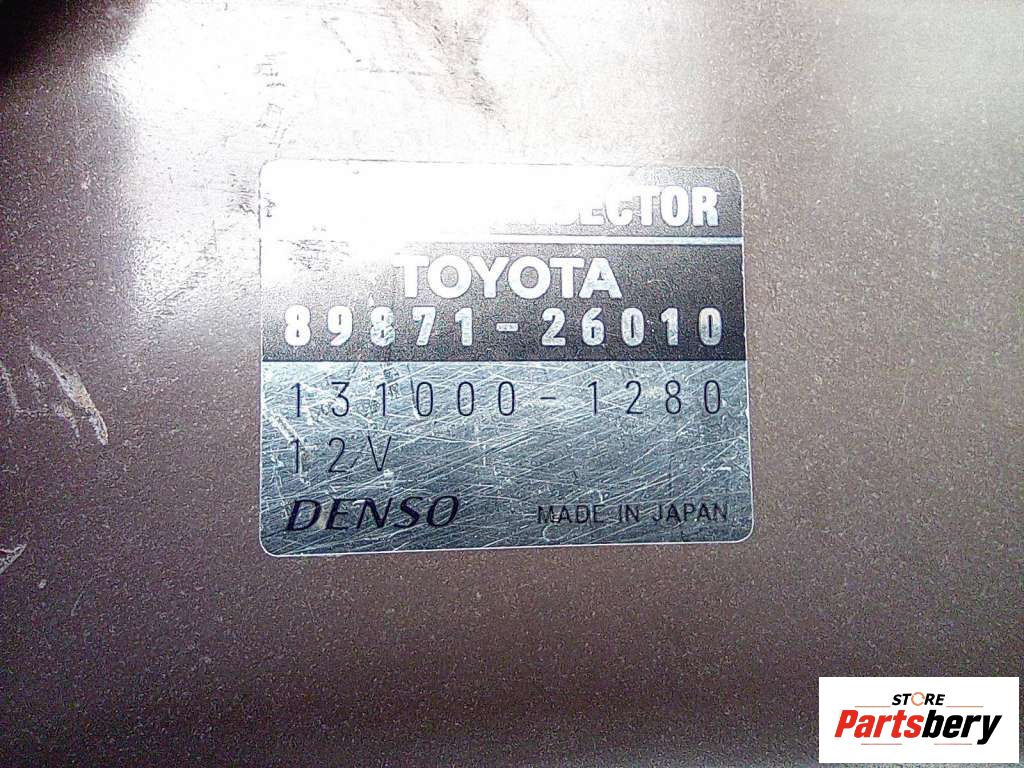 TOYOTA
89871-26010
131000-1280
12V
DENSO MADE IN JAPAN
STORE
Partsbery